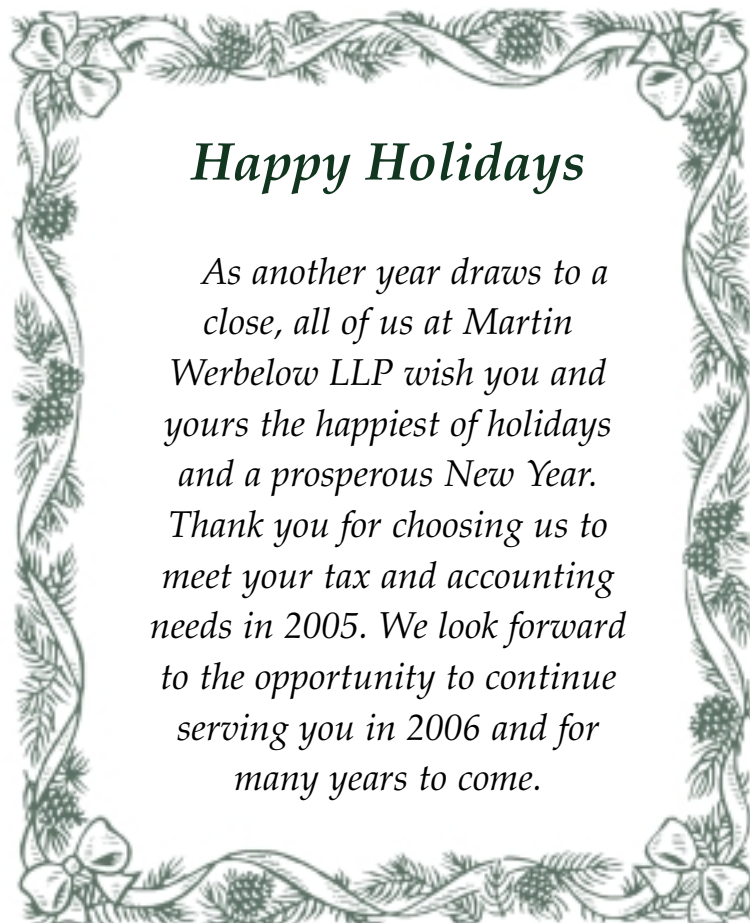 Happy Holidays
As another year draws to a
close, all of us at Martin
Werbelow LLP wish you and
yours the happiest of holidays
and a prosperous New Year.
Thank you for choosing us to
meet your tax and accounting
needs in 2005. We look forward
to the opportunity to continue
serving you in 2006 and for
many years to come.